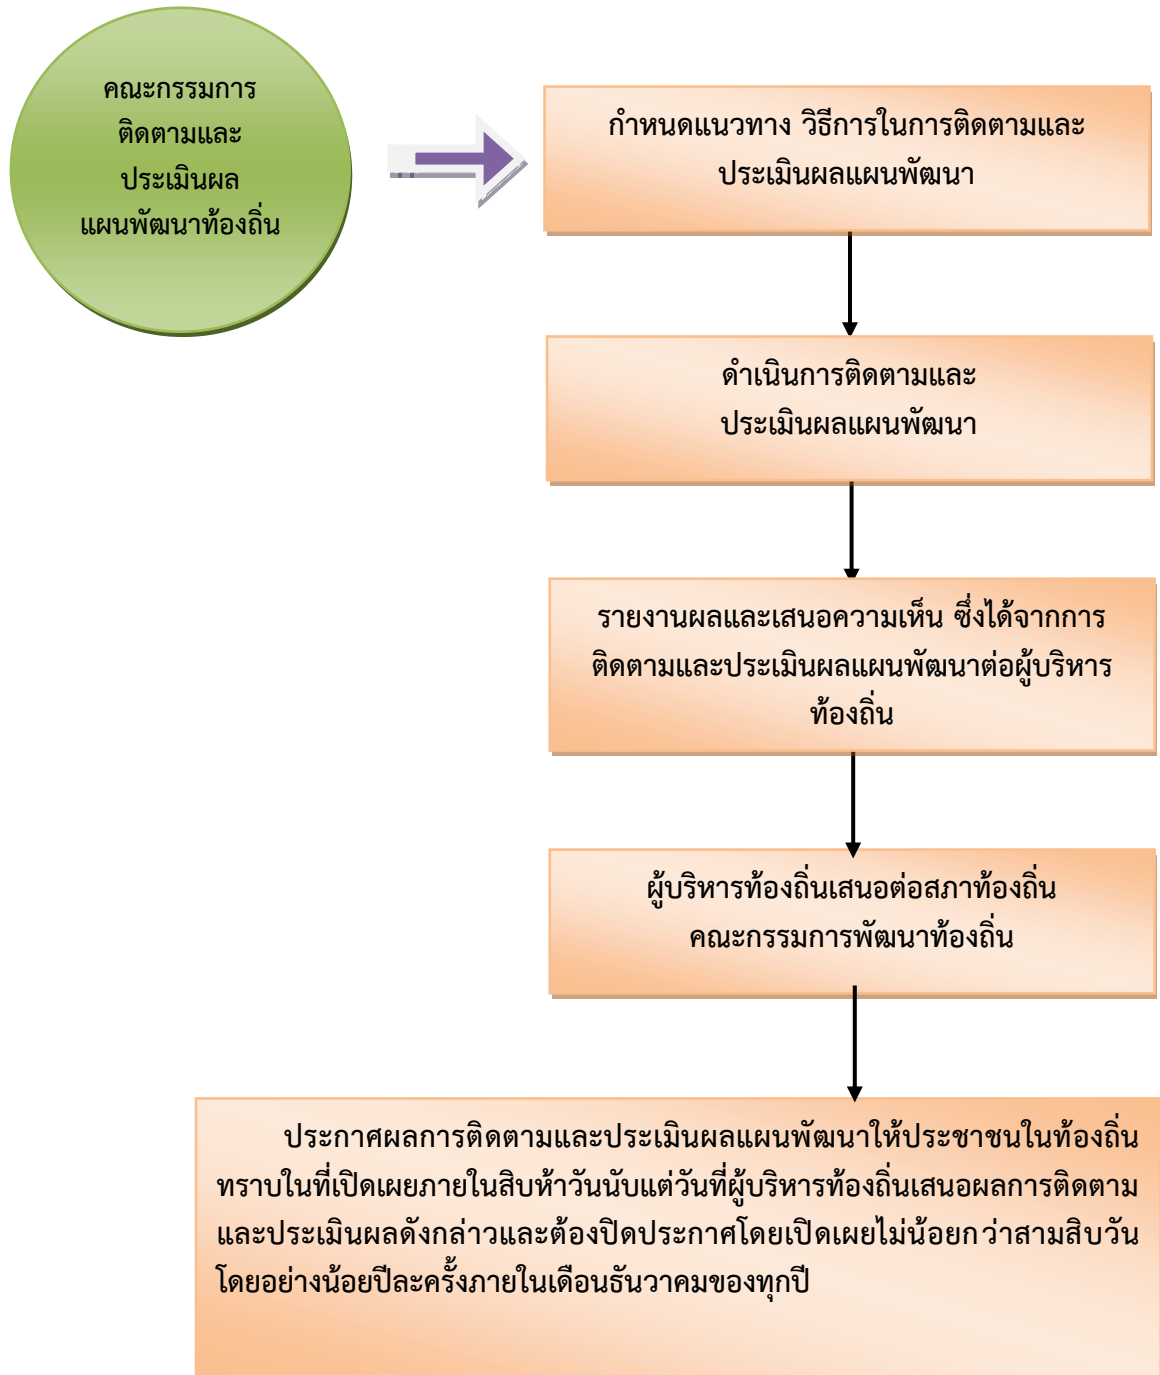 คณะกรรมการ
ติดตามและ
ประเมินผล
แผนพัฒนาท้องถิ่น
กำหนดแนวทาง วิธีการในการติดตามและ
ประเมินผลแผนพัฒนา
ดำเนินการติดตามและ
ประเมินผลแผนพัฒนา
รายงานผลและเสนอความเห็น ซึ่งได้จากการ
ติดตามและประเมินผลแผนพัฒนาต่อผู้บริหาร
ท้องถิ่น
ผู้บริหารท้องถิ่นเสนอต่อสภาท้องถิ่น
คณะกรรมการพัฒนาท้องถิ่น
ประกาศผลการติดตามและประเมินผลแผนพัฒนาให้ประชาชนในท้องถิ่น
ทราบในที่เปิดเผยภายในสิบห้าวันนับแต่วันที่ผู้บริหารท้องถิ่นเสนอผลการติดตาม
และประเมินผลดังกล่าวและต้องปิดประกาศโดยเปิดเผยไม่น้อยกว่าสามสิบวัน
โดยอย่างน้อยปีละครั้งภายในเดือนธันวาคมของทุกปี